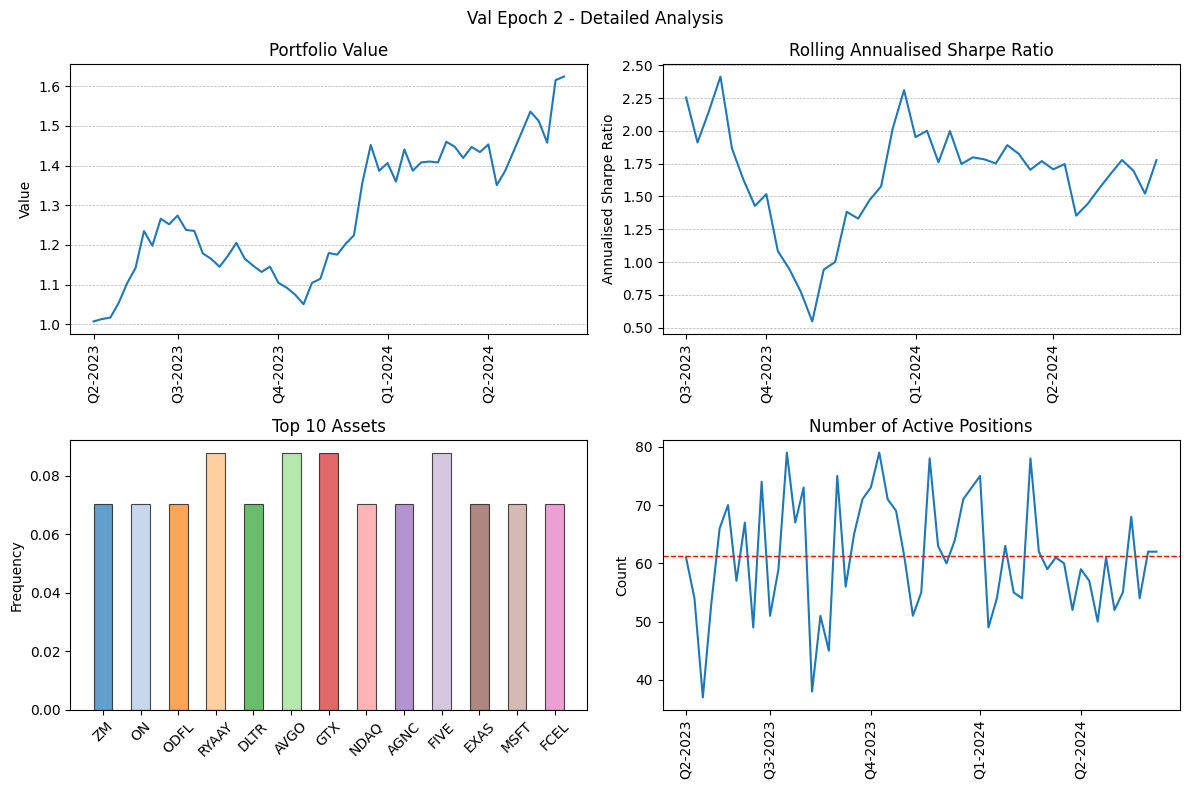 Val Epoch 2 - Detailed Analysis
Portfolio Value
Value
1.6
1.5
1.4
1.3
1.2
1.1
1.0
Q2-2023
Q3-2023
Q4-2023
Q1-2024
Q2-2024
Rolling Annualised Sharpe Ratio
Annualised Sharpe Ratio
2.50
2.25
2.00
1.75
1.50
1.25
1.00
0.75
0.50
Q3-2023
Q4-2023
Q1-2024
Q2-2024
Top 10 Assets
Frequency
0.08
0.06
0.04
0.02
0.00
ZM
ON
ODFL
RYAAY
DLTR
AVGO
GTX
NDAQ
AGNC
FIVE
EXAS
MSFT
FCEL
Number of Active Positions
Count
80
70
60
50
40
Q2-2023
Q3-2023
Q4-2023
Q1-2024
Q2-2024